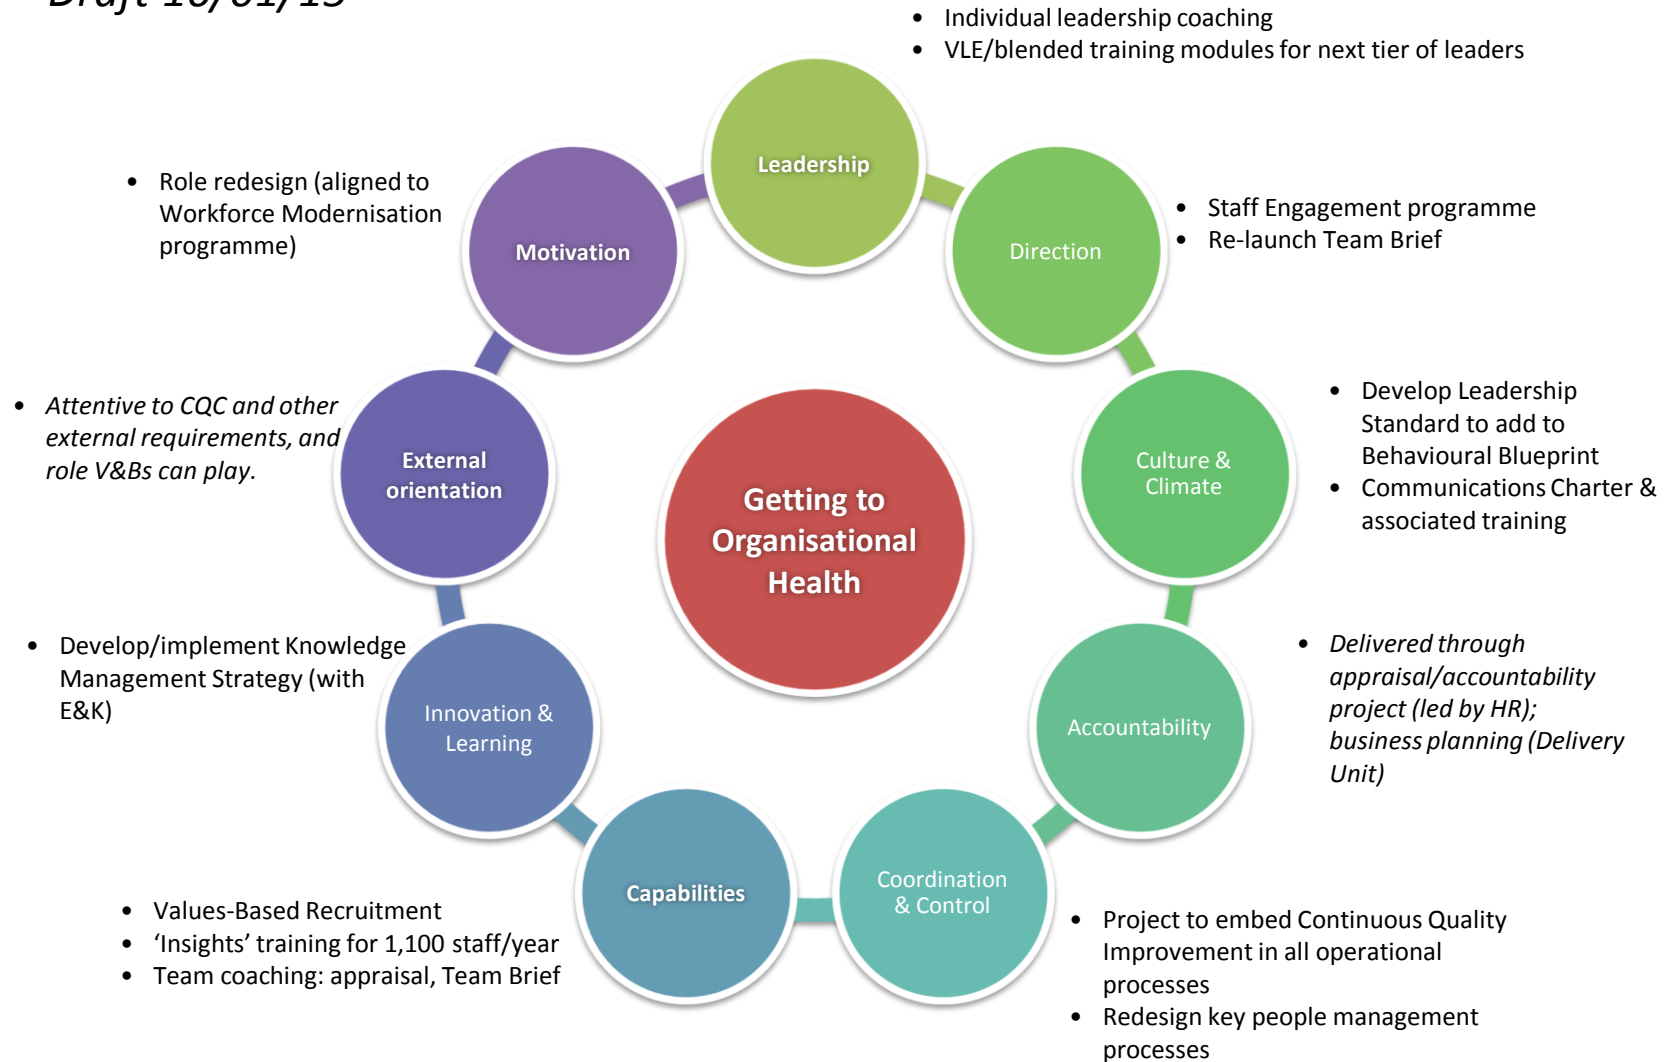 Draft 16/01/15
• Individual leadership coaching
• VLE/blended training modules for next tier of leaders
Leadership
• Role redesign (aligned to
Workforce Modernisation
programme)
Motivation
Direction
• Staff Engagement programme
• Re-launch Team Brief
• Attentive to CQC and other
external requirements, and
role V&Bs can play.
External
orientation
Getting to
Organisational
Health
Culture &
Climate
• Develop Leadership
Standard to add to
Behavioural Blueprint
• Communications Charter &
associated training
• Develop/implement Knowledge
Management Strategy (with
E&K)
Innovation &
Learning
Accountability
• Delivered through
appraisal/accountability
project (led by HR);
business planning (Delivery
Unit)
• Values-Based Recruitment
• ‘Insights’ training for 1,100 staff/year
• Team coaching: appraisal, Team Brief
Capabilities
Coordination
& Control
• Project to embed Continuous Quality
Improvement in all operational
processes
• Redesign key people management
processes